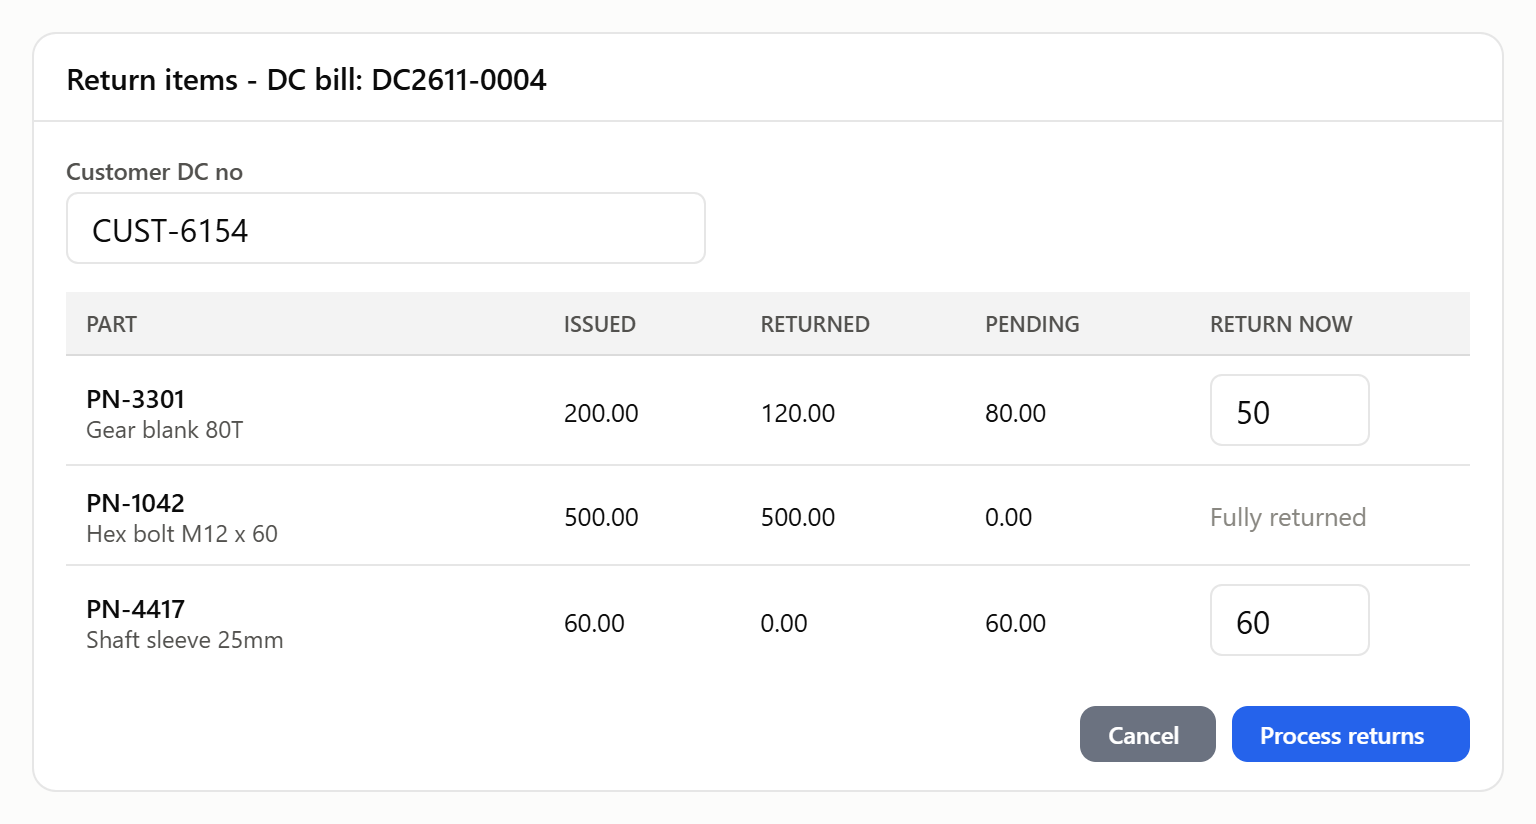 Return items - DC bill: DC2611-0004
Customer DC no
CUST-6154
PART ISSUED RETURNED PENDING RETURN NOW
PN-3301
Gear blank 80T
200.00 120.00 80.00 50
PN-1042
Hex bolt M12 x 60
500.00 500.00 0.00 Fully returned
PN-4417
Shaft sleeve 25mm
60.00 0.00 60.00 60
Cancel Process returns